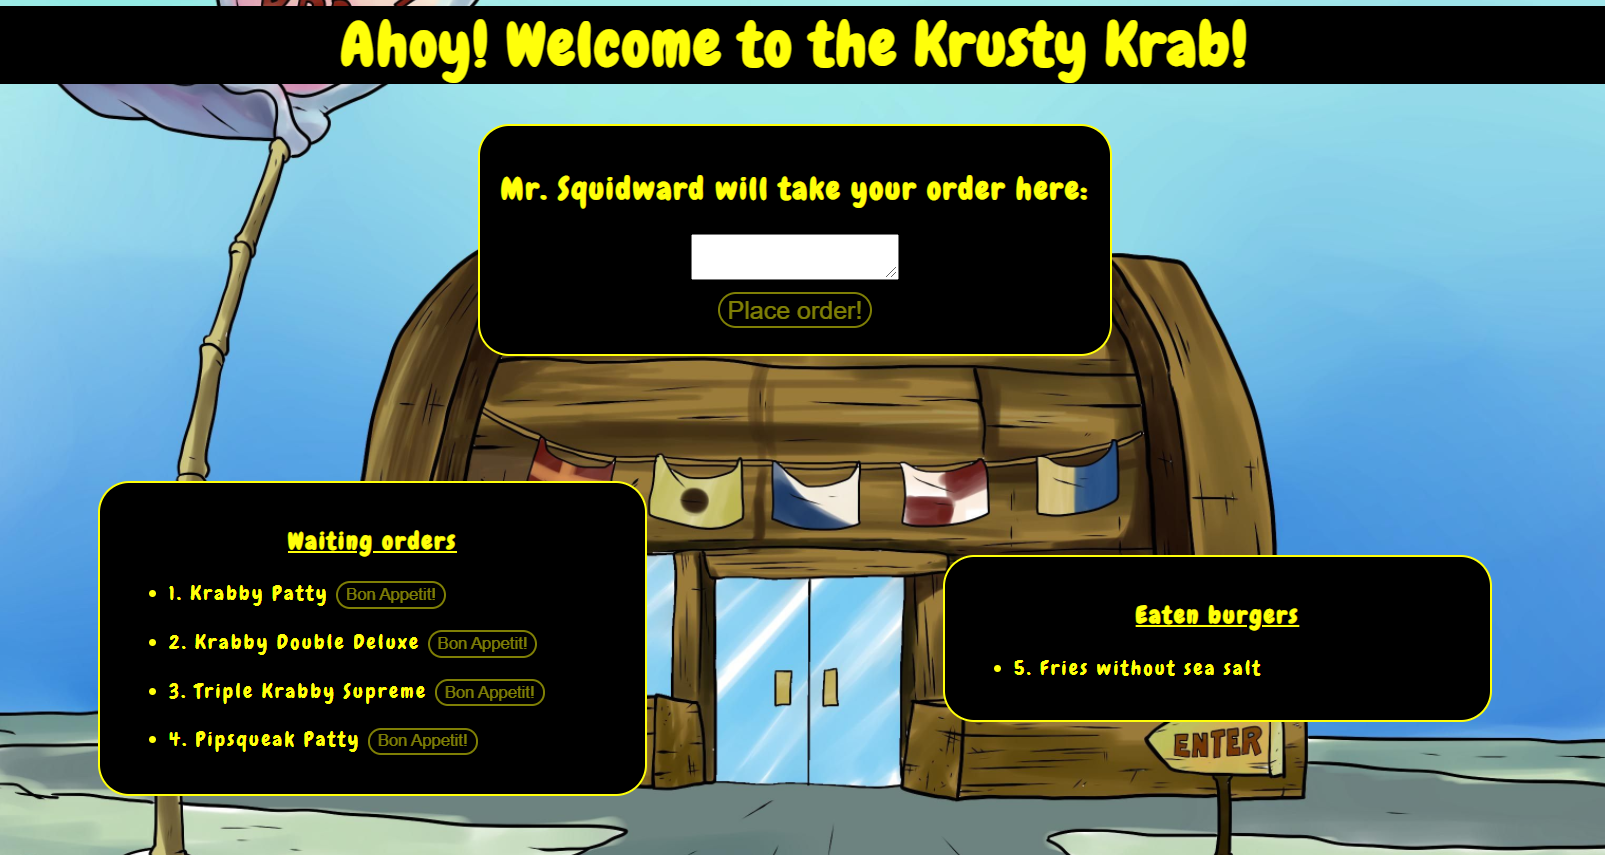 Ahoy! Welcome to the Krusty Krab!
Mr. Squidward will take your order here:
Place order!
Waiting orders
1. Krabby Patty Bon Appetit!
2. Krabby Double Deluxe Bon Appetit!
3. Triple Krabby Supreme Bon Appetit!
4. Pipsqueak Patty Bon Appetit!
Eaten burgers
5. Fries without sea salt
ENTER